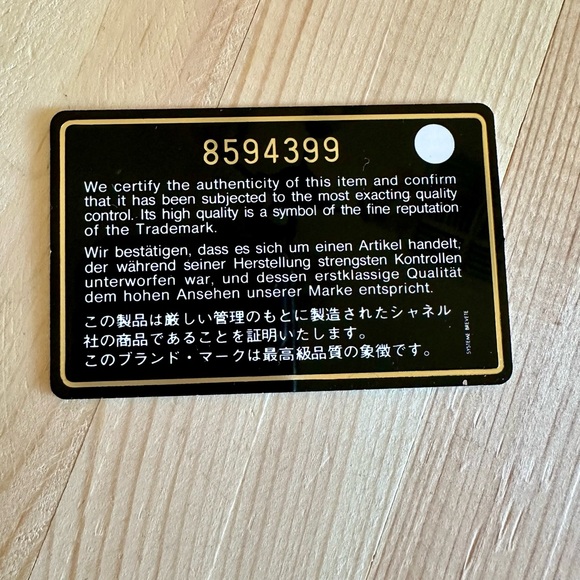 8594399
We certify the authenticity of this item and confirm
that it has been subjected to the most exacting quality
control. Its high quality is a symbol of the fine reputation
of the Trademark.
Wir bestätigen, dass es sich um einen Artikel handelt,
der während seiner Herstellung strengsten Kontrollen
unterworfen war, und dessen erstklassige Qualität
dem hohen Ansehen unserer Marke entspricht.
この製品は厳しい管理のもとに製造されたシャネル
社の商品であることを証明いたします。
このブランド・マークは最高級品質の象徴です。
SYSTEME BREVETE